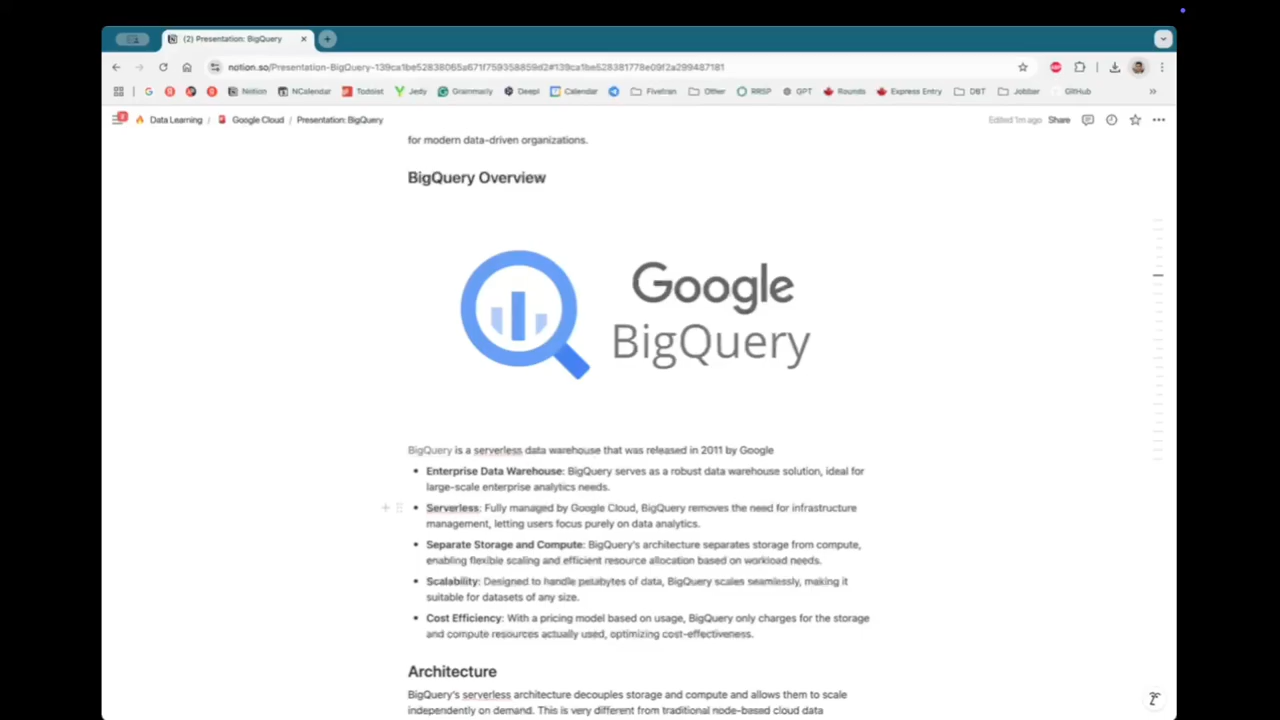 (2) Presentation: BigQuery
notion.so/Presentation-BigQuery-139ca1be52838065a671f759358859d2#139ca1be528381778e09f2a299487181
G Notion NCalendar Todoist Jedy Grammarly Deepl Calendar Fivetran Other RRSP GPT Rounds Express Entry DBT Jobber GitHub »
Data Learning / Google Cloud / Presentation: BigQuery Edited 1m ago Share
for modern data-driven organizations.
BigQuery Overview
Google
BigQuery
BigQuery is a serverless data warehouse that was released in 2011 by Google
• Enterprise Data Warehouse: BigQuery serves as a robust data warehouse solution, ideal for
large-scale enterprise analytics needs.
• Serverless: Fully managed by Google Cloud, BigQuery removes the need for infrastructure
management, letting users focus purely on data analytics.
• Separate Storage and Compute: BigQuery's architecture separates storage from compute,
enabling flexible scaling and efficient resource allocation based on workload needs.
• Scalability: Designed to handle petabytes of data, BigQuery scales seamlessly, making it
suitable for datasets of any size.
• Cost Efficiency: With a pricing model based on usage, BigQuery only charges for the storage
and compute resources actually used, optimizing cost-effectiveness.
Architecture
BigQuery's serverless architecture decouples storage and compute and allows them to scale
independently on demand. This is very different from traditional node-based cloud data